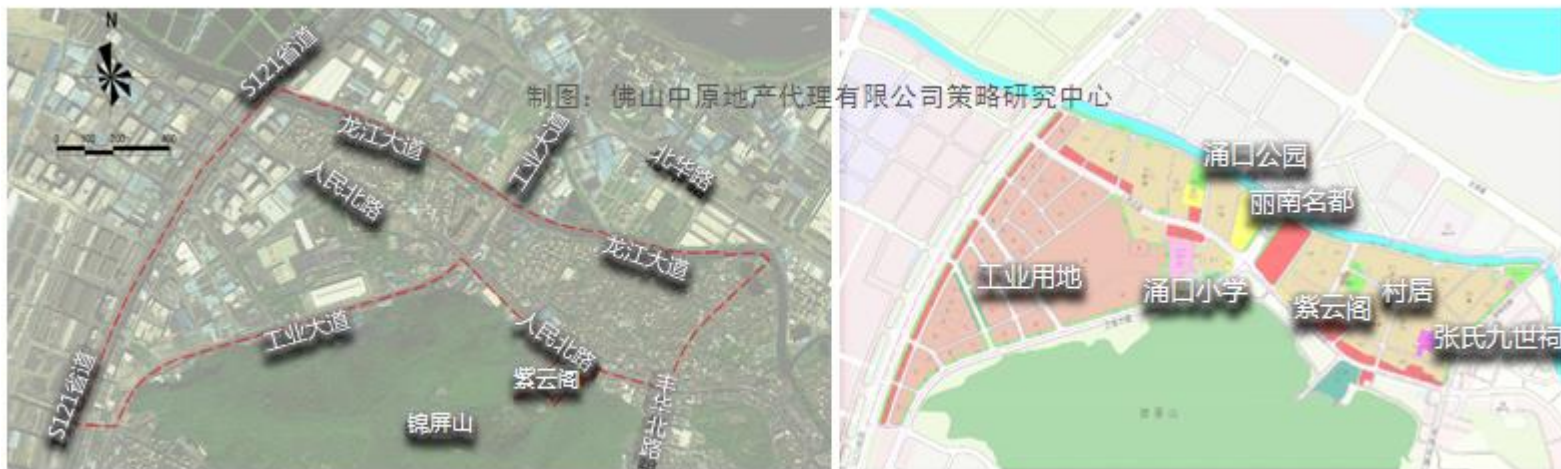 N
S121省道
制图：佛山中原地产代理有限公司策略研究中心
龙江大道
工业大道
人民北路
北华路
龙江大道
工业大道
人民北路
紫云阁
S121省道
锦屏山
丰华北路
涌口公园
丽南名都
工业用地
涌口小学
紫云阁
村居
张氏九世祠